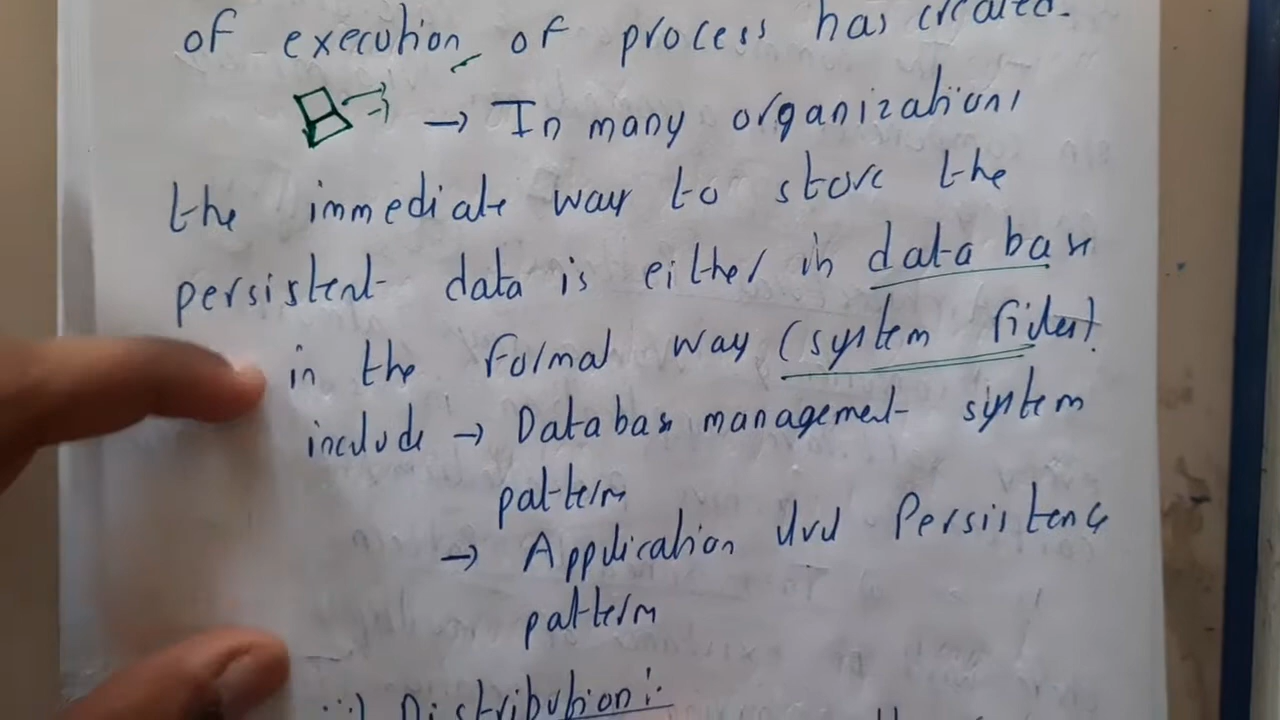 of execution of process has created.
→ In many organizations
the immediate way to store the
persistent data is either in data base
in the formal way (system files).
include → Database management system
pattern
→ Application level Persistence
pattern
Distribution: